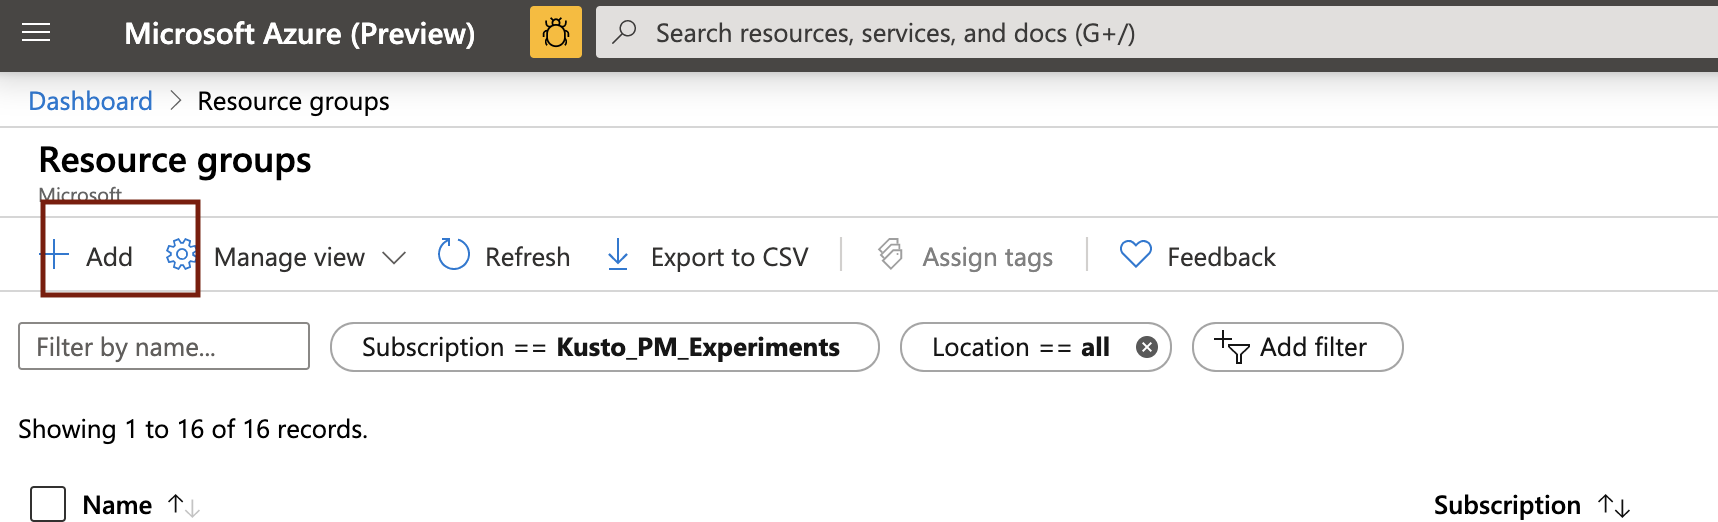 Microsoft Azure (Preview) Search resources, services, and docs (G+/)
Dashboard > Resource groups
Resource groups
Microsoft
Add Manage view Refresh Export to CSV Assign tags Feedback
Filter by name... Subscription == Kusto_PM_Experiments Location == all Add filter
Showing 1 to 16 of 16 records.
Name ↑↓ Subscription ↑↓